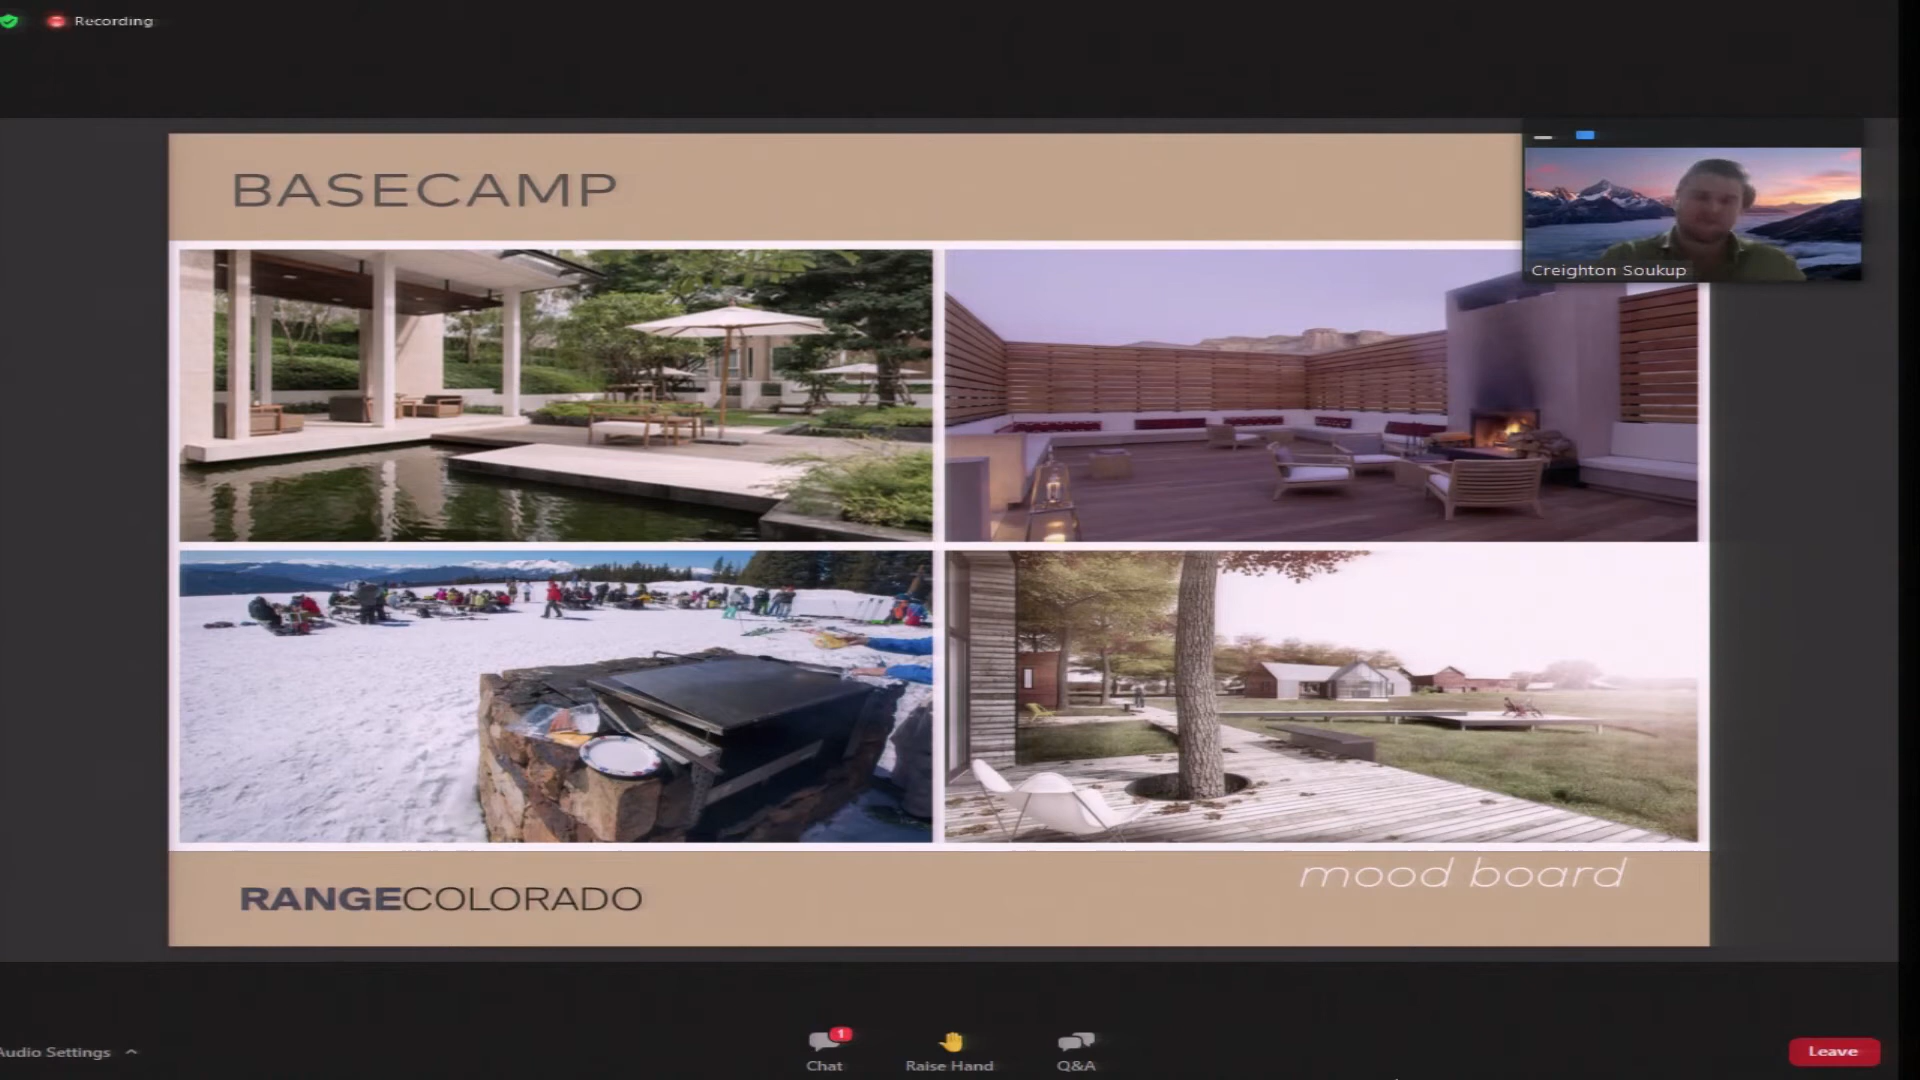 Recording
BASECAMP
Creighton Soukup
RANGECOLORADO
mood board
Audio Settings
1
Chat
Raise Hand
Q&A
Leave